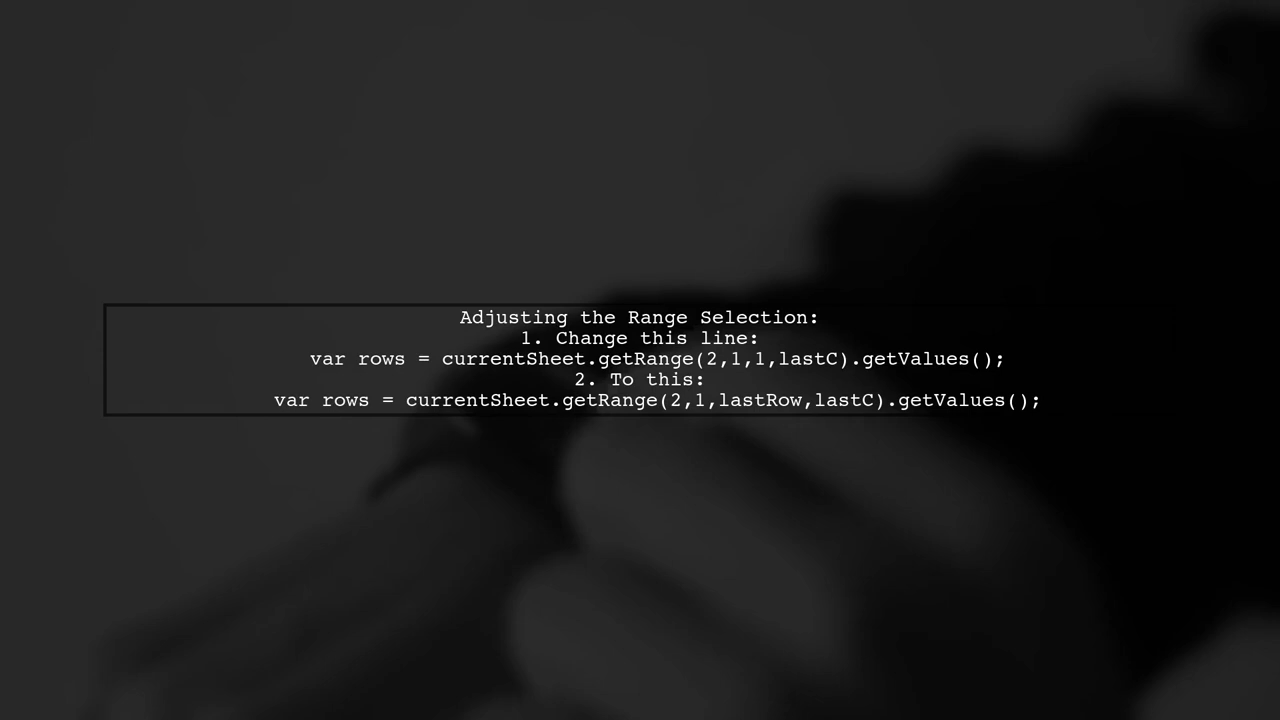 Adjusting the Range Selection:
1. Change this line:
var rows = currentSheet.getRange(2,1,1,lastC).getValues();
2. To this:
var rows = currentSheet.getRange(2,1,lastRow,lastC).getValues();